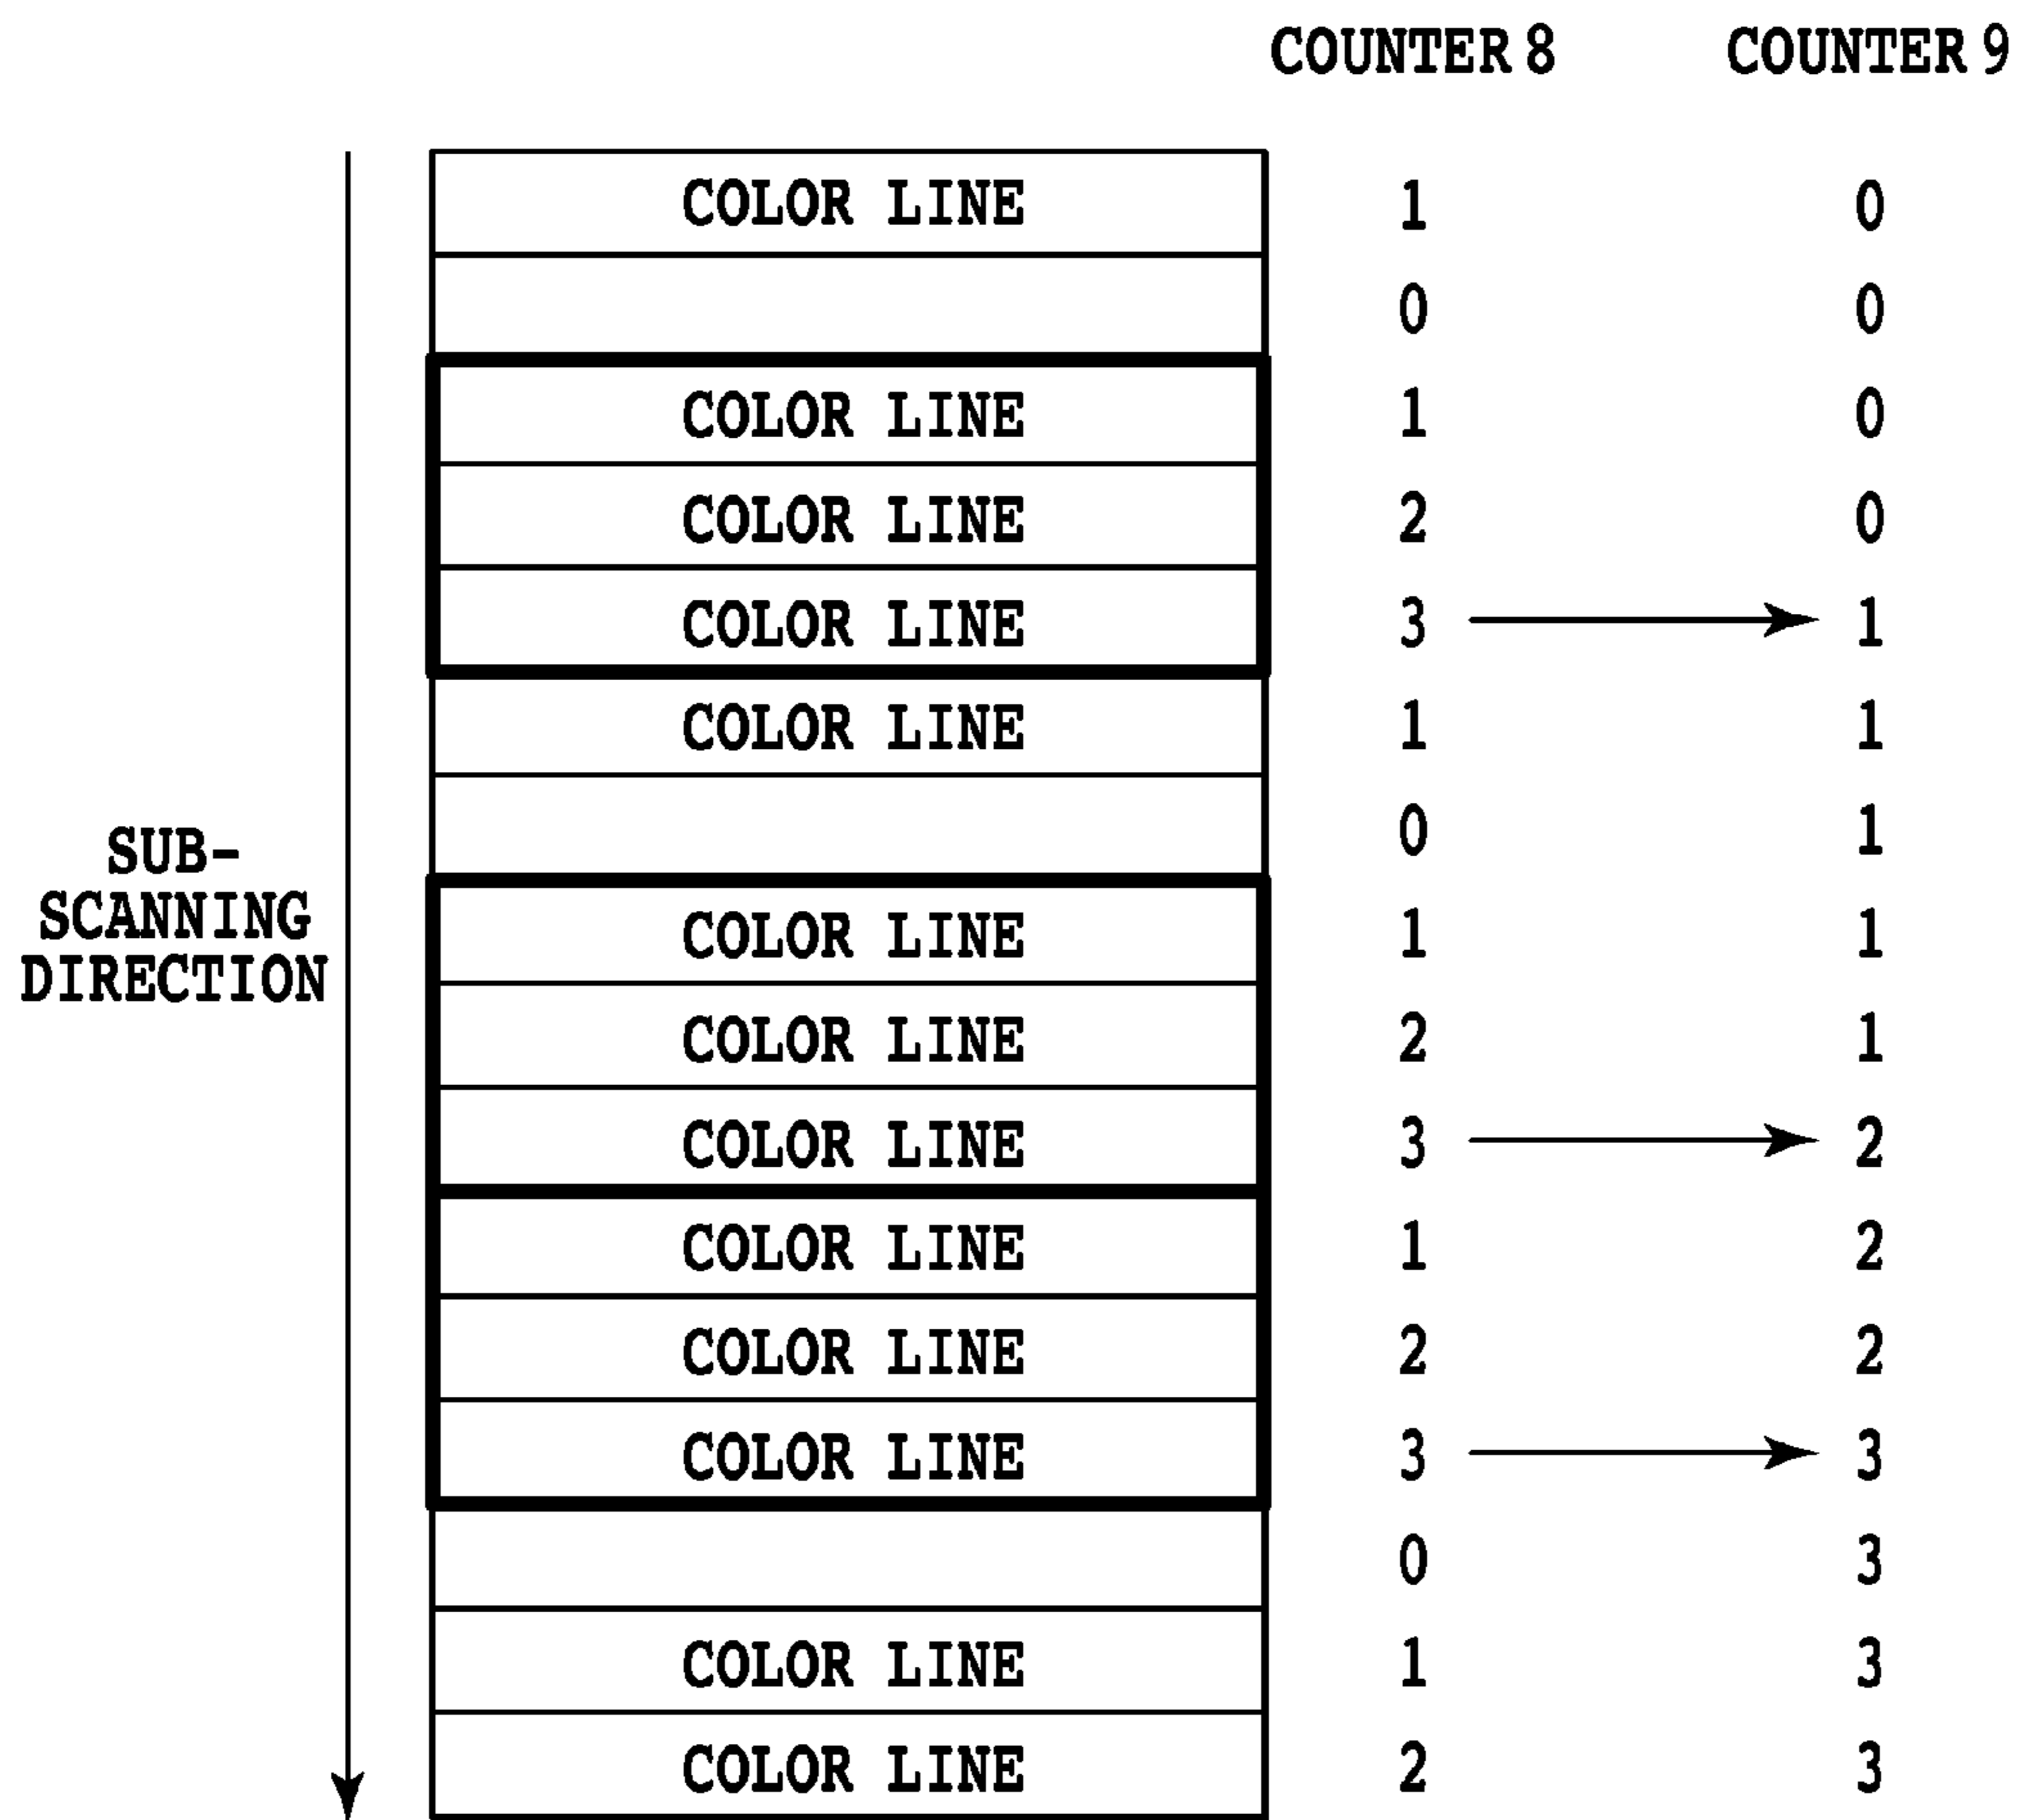 COUNTER 8 COUNTER 9
COLOR LINE 1 0
0 0
COLOR LINE 1 0
COLOR LINE 2 0
COLOR LINE 3 1
COLOR LINE 1 1
0 1
SUB-
SCANNING
DIRECTION
COLOR LINE 1 1
COLOR LINE 2 1
COLOR LINE 3 2
COLOR LINE 1 2
COLOR LINE 2 2
COLOR LINE 3 3
0 3
COLOR LINE 1 3
COLOR LINE 2 3